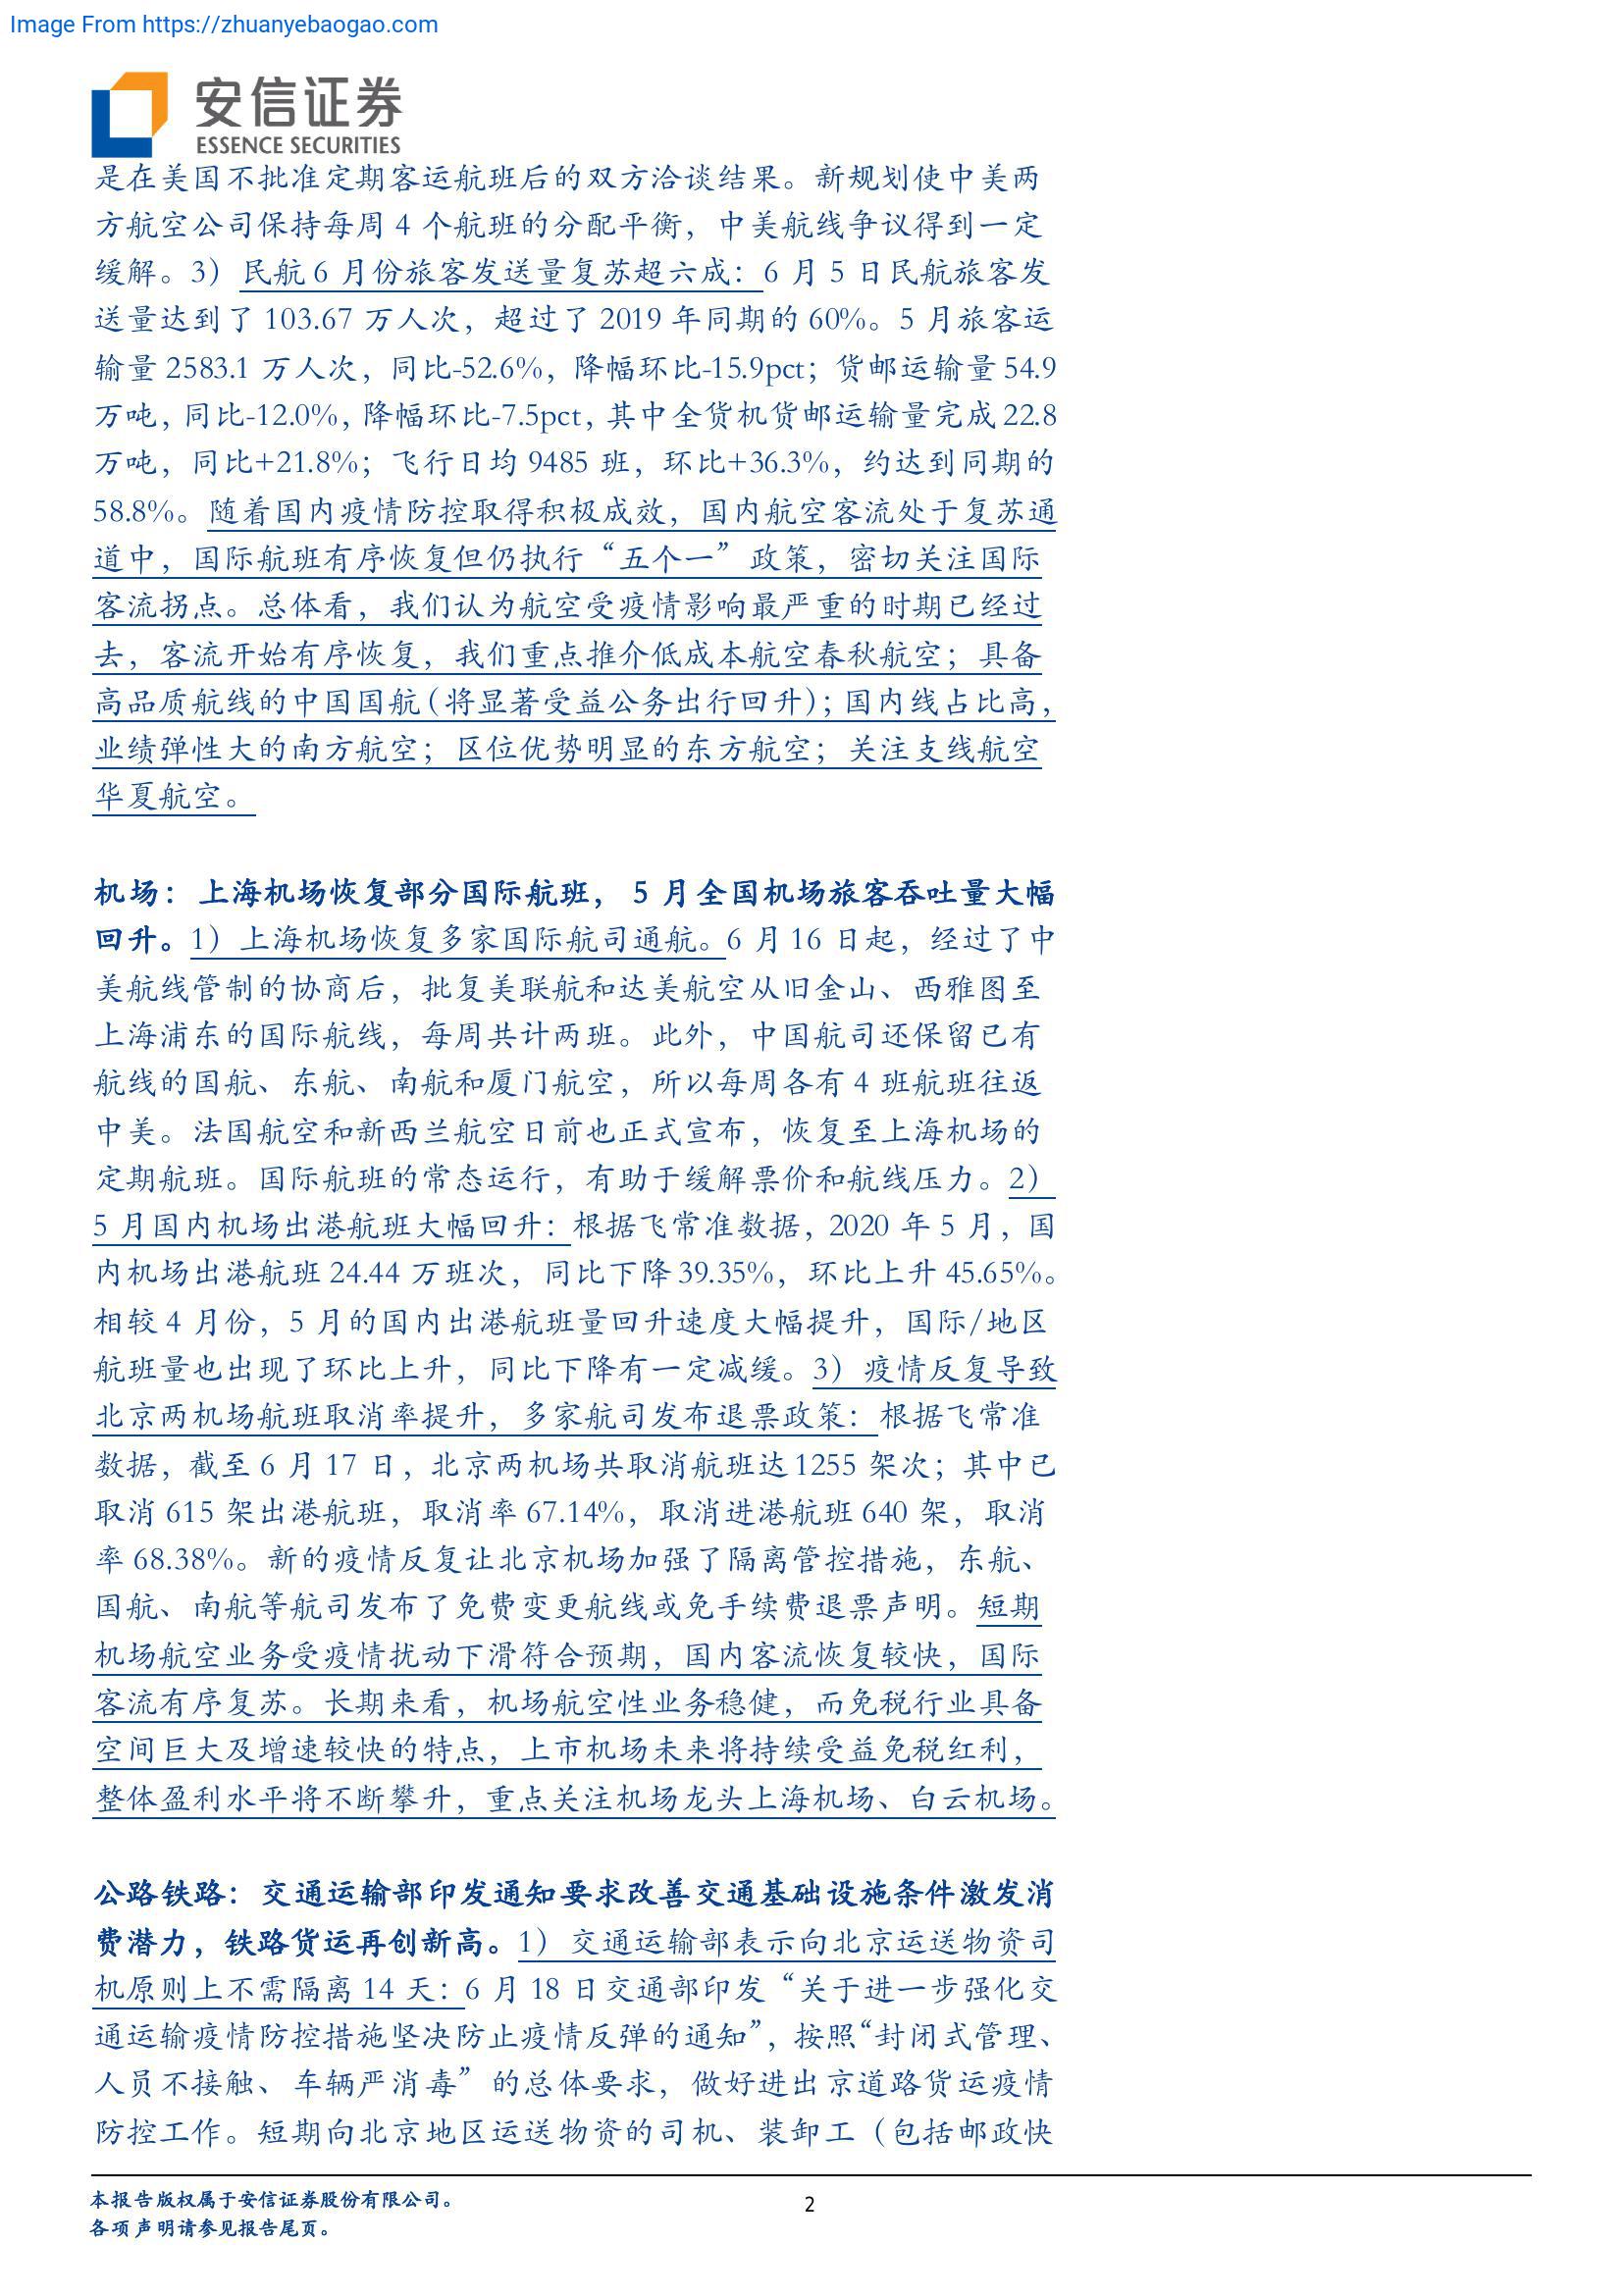 Image From https://zhuanyebaogao.com
安信证券
ESSENCE SECURITIES
是在美国不批准定期客运航班后的双方洽谈结果。新规划使中美两
方航空公司保持每周 4 个航班的分配平衡，中美航线争议得到一定
缓解。3）民航 6 月份旅客发送量复苏超六成：6 月 5 日民航旅客发
送量达到了 103.67 万人次，超过了 2019 年同期的 60%。5 月旅客运
输量 2583.1 万人次，同比-52.6%，降幅环比-15.9pct；货邮运输量 54.9
万吨，同比-12.0%，降幅环比-7.5pct，其中全货机货邮运输量完成 22.8
万吨，同比+21.8%；飞行日均 9485 班，环比+36.3%，约达到同期的
58.8%。随着国内疫情防控取得积极成效，国内航空客流处于复苏通
道中，国际航班有序恢复但仍执行“五个一”政策，密切关注国际
客流拐点。总体看，我们认为航空受疫情影响最严重的时期已经过
去，客流开始有序恢复，我们重点推介低成本航空春秋航空；具备
高品质航线的中国国航（将显著受益公务出行回升）；国内线占比高，
业绩弹性大的南方航空；区位优势明显的东方航空；关注支线航空
华夏航空。
机场：上海机场恢复部分国际航班， 5 月全国机场旅客吞吐量大幅
回升。1）上海机场恢复多家国际航司通航。6 月 16 日起，经过了中
美航线管制的协商后，批复美联航和达美航空从旧金山、西雅图至
上海浦东的国际航线，每周共计两班。此外，中国航司还保留已有
航线的国航、东航、南航和厦门航空，所以每周各有 4 班航班往返
中美。法国航空和新西兰航空日前也正式宣布，恢复至上海机场的
定期航班。国际航班的常态运行，有助于缓解票价和航线压力。2）
5 月国内机场出港航班大幅回升：根据飞常准数据，2020 年 5 月，国
内机场出港航班 24.44 万班次，同比下降 39.35%，环比上升 45.65%。
相较 4 月份，5 月的国内出港航班量回升速度大幅提升，国际/地区
航班量也出现了环比上升，同比下降有一定减缓。3）疫情反复导致
北京两机场航班取消率提升，多家航司发布退票政策：根据飞常准
数据，截至 6 月 17 日，北京两机场共取消航班达 1255 架次；其中已
取消 615 架出港航班，取消率 67.14%，取消进港航班 640 架，取消
率 68.38%。新的疫情反复让北京机场加强了隔离管控措施，东航、
国航、南航等航司发布了免费变更航线或免手续费退票声明。短期
机场航空业务受疫情扰动下滑符合预期，国内客流恢复较快，国际
客流有序复苏。长期来看，机场航空性业务稳健，而免税行业具备
空间巨大及增速较快的特点，上市机场未来将持续受益免税红利，
整体盈利水平将不断攀升，重点关注机场龙头上海机场、白云机场。
公路铁路：交通运输部印发通知要求改善交通基础设施条件激发消
费潜力，铁路货运再创新高。1）交通运输部表示向北京运送物资司
机原则上不需隔离 14 天：6 月 18 日交通部印发“关于进一步强化交
通运输疫情防控措施坚决防止疫情反弹的通知”，按照“封闭式管理、
人员不接触、车辆严消毒”的总体要求，做好进出京道路货运疫情
防控工作。短期向北京地区运送物资的司机、装卸工（包括邮政快
本报告版权属于安信证券股份有限公司。
各项声明请参见报告尾页。
2